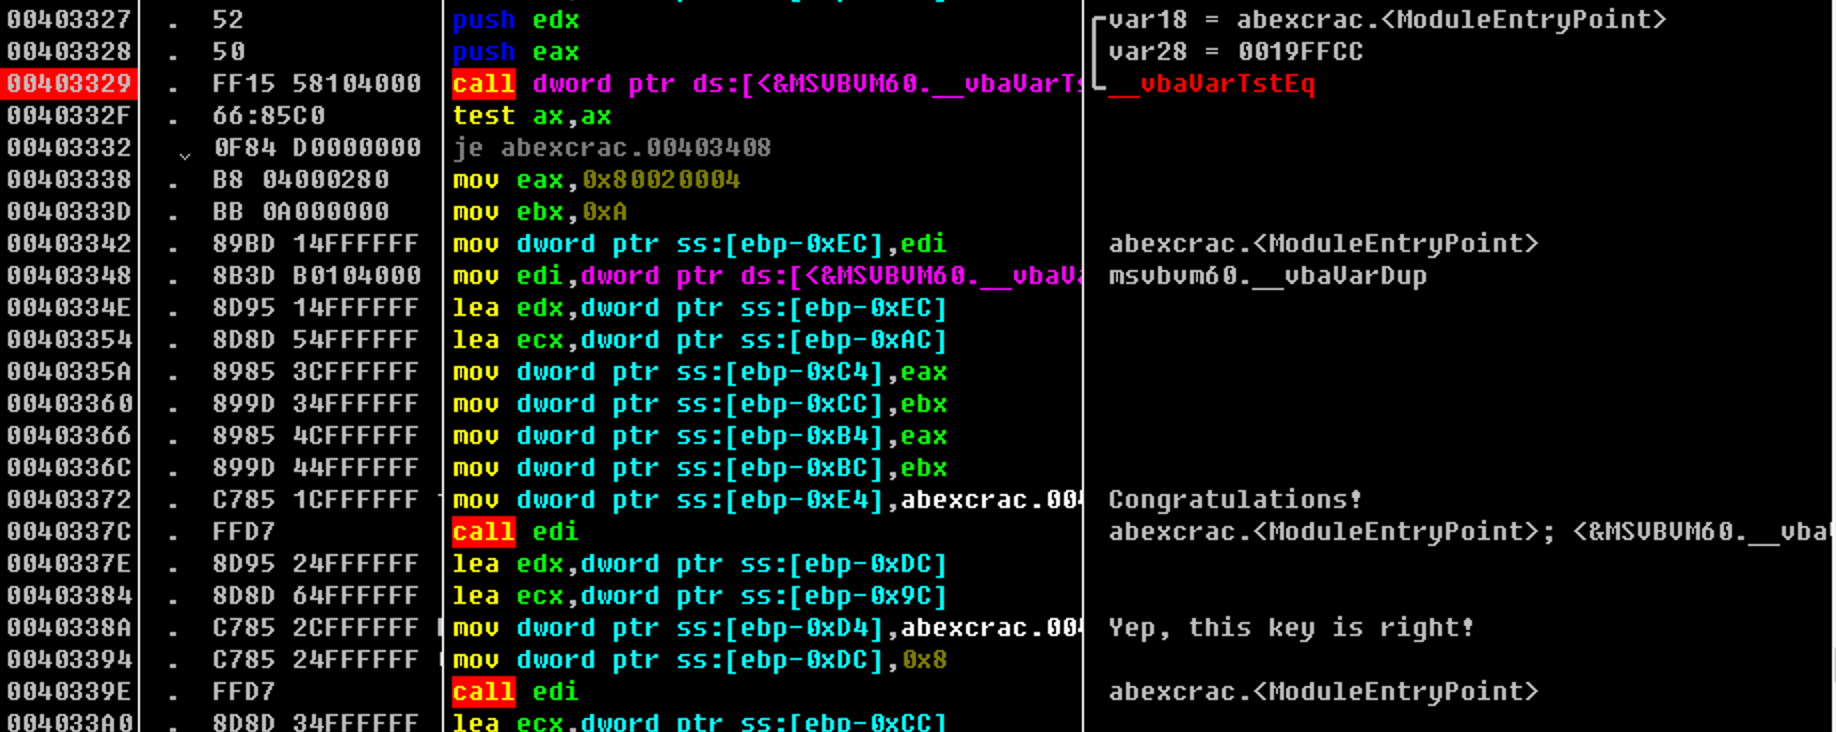 00403327 . 52 push edx var18 = abexcrac.<ModuleEntryPoint>
00403328 . 50 push eax var28 = 0019FFCC
00403329 . FF15 58104000 call dword ptr ds:[<&MSVBVM60.__vbaVarTs __vbaVarTstEq
0040332F . 66:85C0 test ax,ax
00403332 . 0F84 D0000000 je abexcrac.00403408
00403338 . B8 04000280 mov eax,0x80020004
0040333D . BB 0A000000 mov ebx,0xA
00403342 . 89BD 14FFFFFF mov dword ptr ss:[ebp-0xEC],edi abexcrac.<ModuleEntryPoint>
00403348 . 8B3D B0104000 mov edi,dword ptr ds:[<&MSVBVM60.__vbaVa msvbvm60.__vbaVarDup
0040334E . 8D95 14FFFFFF lea edx,dword ptr ss:[ebp-0xEC]
00403354 . 8D8D 54FFFFFF lea ecx,dword ptr ss:[ebp-0xAC]
0040335A . 8985 3CFFFFFF mov dword ptr ss:[ebp-0xC4],eax
00403360 . 899D 34FFFFFF mov dword ptr ss:[ebp-0xCC],ebx
00403366 . 8985 4CFFFFFF mov dword ptr ss:[ebp-0xB4],eax
0040336C . 899D 44FFFFFF mov dword ptr ss:[ebp-0xBC],ebx
00403372 . C785 1CFFFFFF mov dword ptr ss:[ebp-0xE4],abexcrac.004 Congratulations!
0040337C . FFD7 call edi abexcrac.<ModuleEntryPoint>; <&MSVBVM60.__vba
0040337E . 8D95 24FFFFFF lea edx,dword ptr ss:[ebp-0xDC]
00403384 . 8D8D 64FFFFFF lea ecx,dword ptr ss:[ebp-0x9C]
0040338A . C785 2CFFFFFF mov dword ptr ss:[ebp-0xD4],abexcrac.004 Yep, this key is right!
00403394 . C785 24FFFFFF mov dword ptr ss:[ebp-0xDC],0x8
0040339E . FFD7 call edi abexcrac.<ModuleEntryPoint>
004033A0 . 8D8D 34FFFFFF lea ecx,dword ptr ss:[ebp-0xCC]